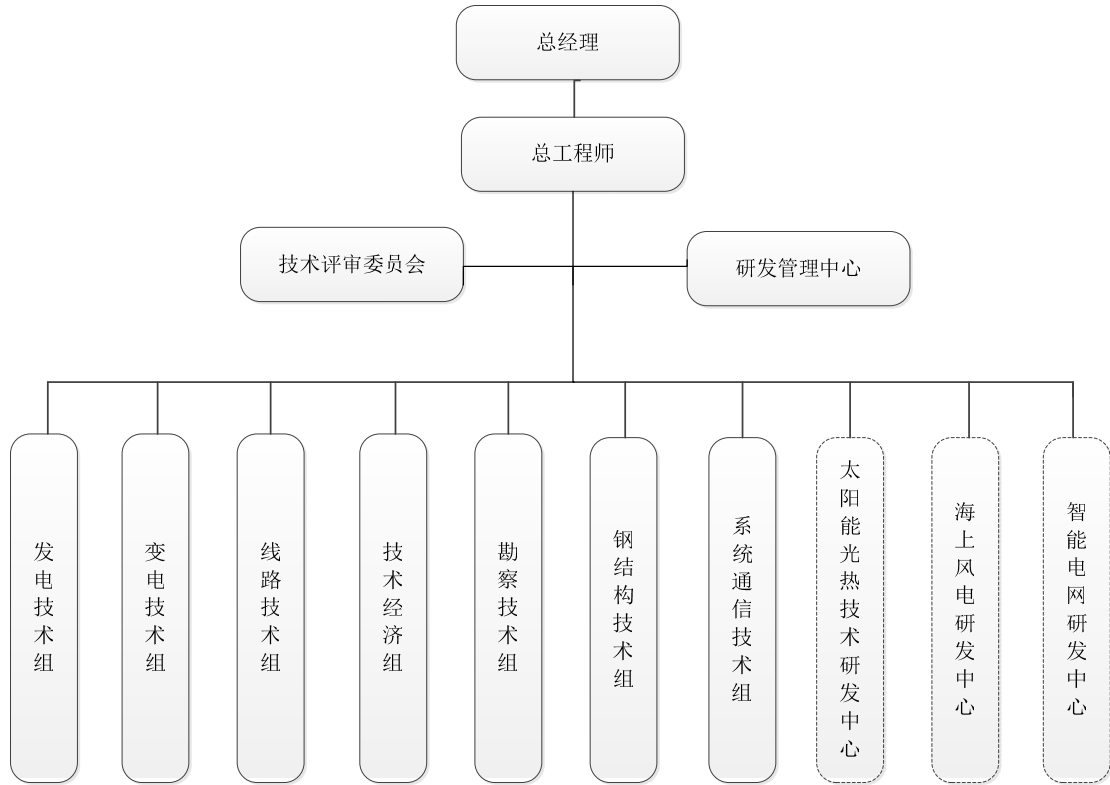 总经理
总工程师
技术评审委员会
研发管理中心
发电技术组
变电技术组
线路技术组
技术经济组
勘察技术组
钢结构技术组
系统通信技术组
太阳能光热技术研发中心
海上风电研发中心
智能电网研发中心